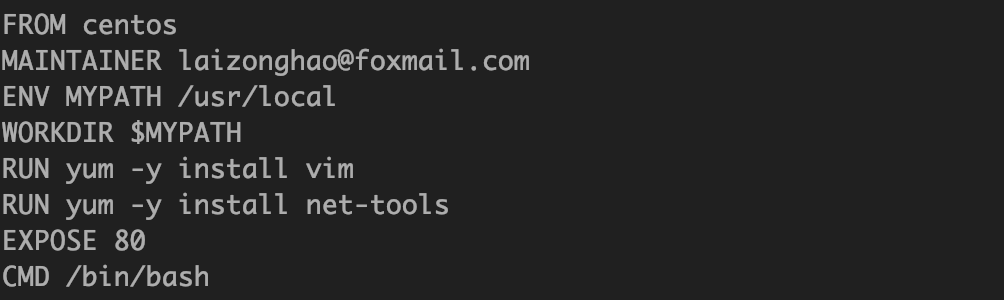 FROM centos
MAINTAINER laizonghao@foxmail.com
ENV MYPATH /usr/local
WORKDIR $MYPATH
RUN yum -y install vim
RUN yum -y install net-tools
EXPOSE 80
CMD /bin/bash